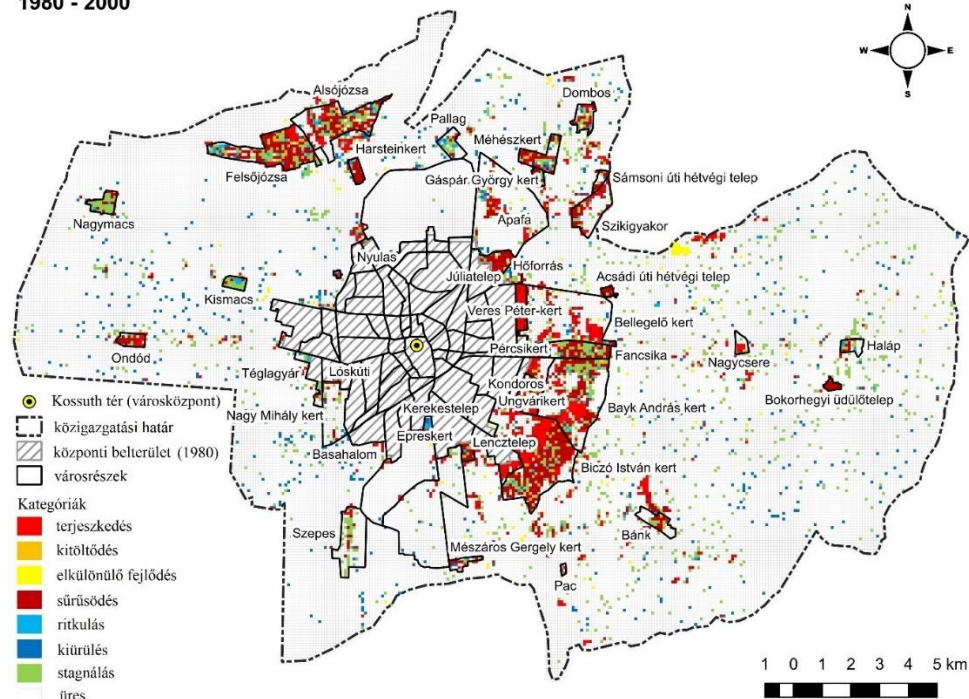 1980 - 2000
N
W
E
S
Alsójózsa
Dombos
Pallag
Méhészkert
Harsteinkert
Felsőjózsa
Gáspár György kert
Sámsoni úti hétvégi telep
Nagymacs
Apafa
Szikigyakor
Nyulas
Hőforrás
Júliatelep
Acsádi úti hétvégi telep
Kismacs
Veres Péter-kert
Bellegelő kert
Ondód
Pércsikert
Fancsika
Nagycsere
Haláp
Téglagyár
Lóskúti
Kondoros
Ungvárikert
Bokorhegyi üdülőtelep
Nagy Mihály kert
Kerekestelep
Bayk András kert
Epreskert
Lencztelep
Basahalom
Biczó István kert
Szepes
Bánk
Mészáros Gergely kert
Pac
Kossuth tér (városközpont)
közigazgatási határ
központi belterület (1980)
városrészek
Kategóriák
terjeszkedés
kitöltődés
elkülönülő fejlődés
sűrűsödés
ritkulás
kiürülés
stagnálás
üres
1 0 1 2 3 4 5 km